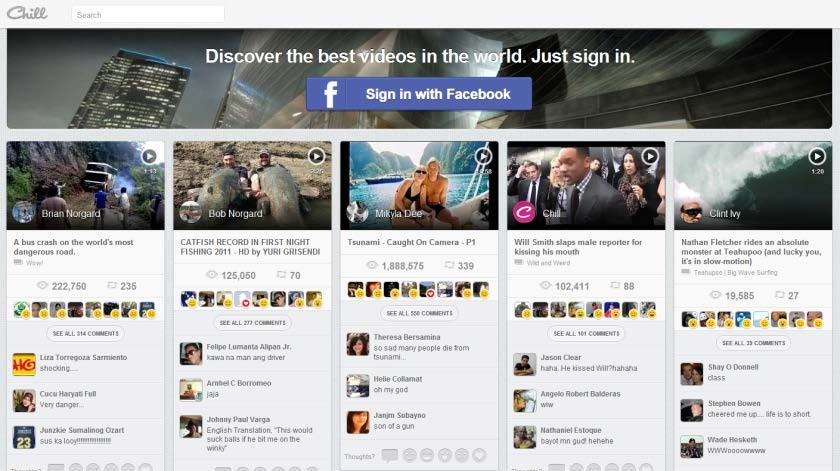 Chill
Search
Discover the best videos in the world. Just sign in.
f Sign in with Facebook
1:13
Brian Norgard
A bus crash on the world's most
dangerous road.
Wow!
222,750 235
SEE ALL 314 COMMENTS
Liza Torregoza Sarmiento
shocking....
Cucu Haryati Full
Very danger...
Junzkie Sumaling Ozart
sus ka looy!!!!!!!!!!!!!!!!!!!!
Thoughts?
Bob Norgard
CATFISH RECORD IN FIRST NIGHT
FISHING 2011 - HD by YURI GRISENDI
125,050 70
SEE ALL 277 COMMENTS
Felipe Lumanta Alipan Jr.
kawa na man ang driver
Arnhel C Borromeo
jaja
Johnny Paul Varga
English Translation, "This would
suck balls if he bit me on the
winky"
Mikyla Dee
Tsunami - Caught On Camera - P1
1,888,575 339
SEE ALL 550 COMMENTS
Theresa Bersamina
so sad many people die from
tsunami...
Helie Collamat
oh my god
Janjm Subayno
son of a gun
Thoughts?
Chill
Will Smith slaps male reporter for
kissing his mouth
Wild and Weird
102,411 88
SEE ALL 101 COMMENTS
Jason Clear
haha. He kissed Will?hahaha
Angelo Robert Balderas
wiw
Nathaniel Estoque
bayot mn gud! hehehe
Thoughts?
1:20
Clint Ivy
Nathan Fletcher rides an absolute
monster at Teahupoo (and lucky you,
it's in slow-motion)
Teahupoo | Big Wave Surfing
19,585 27
SEE ALL 39 COMMENTS
Shay O Donnell
class
Stephen Bowen
cheered me up... life is to short.
Wade Hesketh
WWWoooowwwww